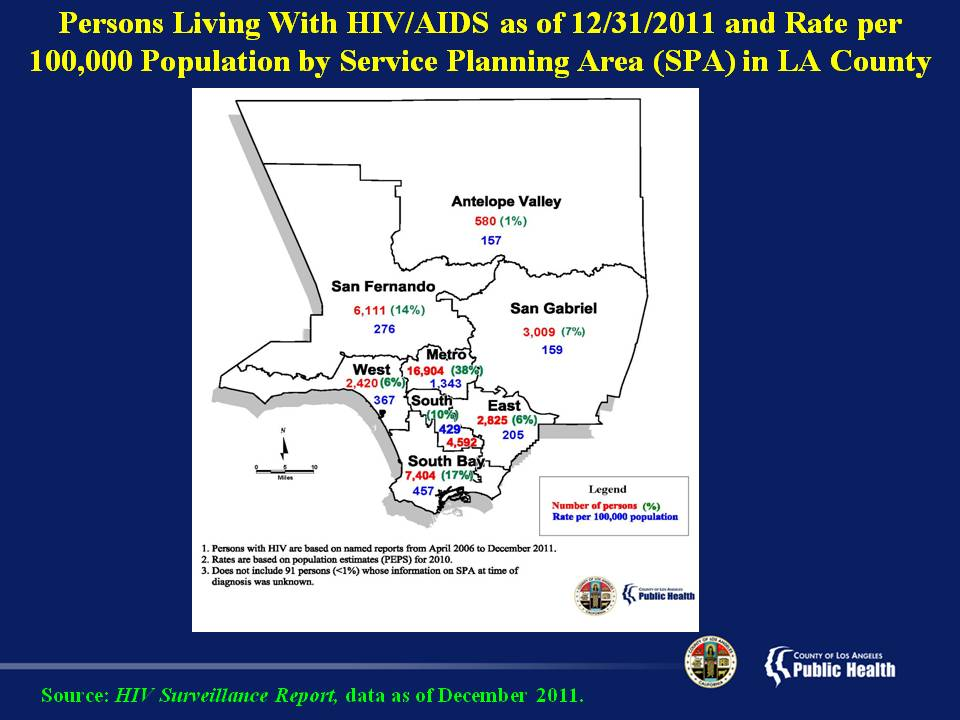 Persons Living With HIV/AIDS as of 12/31/2011 and Rate per
100,000 Population by Service Planning Area (SPA) in LA County
Antelope Valley
580 (1%)
157
San Fernando
6,111 (14%)
276
San Gabriel
3,009 (7%)
159
Metro
16,904 (38%)
1,343
West
2,420 (6%)
367
South
(10%)
429
4,592
East
2,825 (6%)
205
South Bay
7,404 (17%)
457
N
0 5 10
Miles
Legend
Number of persons (%)
Rate per 100,000 population
1. Persons with HIV are based on named reports from April 2006 to December 2011.
2. Rates are based on population estimates (PEPS) for 2010.
3. Does not include 91 persons (<1%) whose information on SPA at time of
diagnosis was unknown.
COUNTY OF LOS ANGELES
Public Health
COUNTY OF LOS ANGELES
Public Health
Source: HIV Surveillance Report, data as of December 2011.